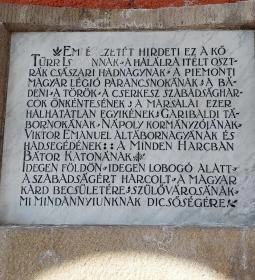 EM É ZETÉT HIRDETI EZ A KŐ
TÜRR IS NNAK · A HALÁLRA ÍTÉLT OSZT-
RÁK CSÁSZÁRI HADNAGYNAK · A PIEMONTI
MAGYAR LÉGIÓ PARANCSNOKÁNAK · A BA-
DENI · A TÖRÖK · A CSERKESZ SZABADSÁGHAR-
COK ÖNKÉNTESÉNEK · A MARSALAI EZER
HALHATATLAN EGYIKÉNEK · GARIBALDI TÁ-
BORNOKÁNAK · NÁPOLY KORMÁNYZÓJÁNAK
VIKTOR EMANUEL ALTÁBORNAGYÁNAK ÉS
HADSEGÉDÉNEK : A MINDEN HARCBAN
BÁTOR KATONÁNAK
IDEGEN FÖLDÖN · IDEGEN LOBOGÓ ALATT
A SZABADSÁGÉRT HARCOLT · A MAGYAR
KARD BECSÜLETÉRE · SZÜLŐVÁROSÁNAK
MI MINDANNYIUNKNAK DICSŐSÉGÉRE